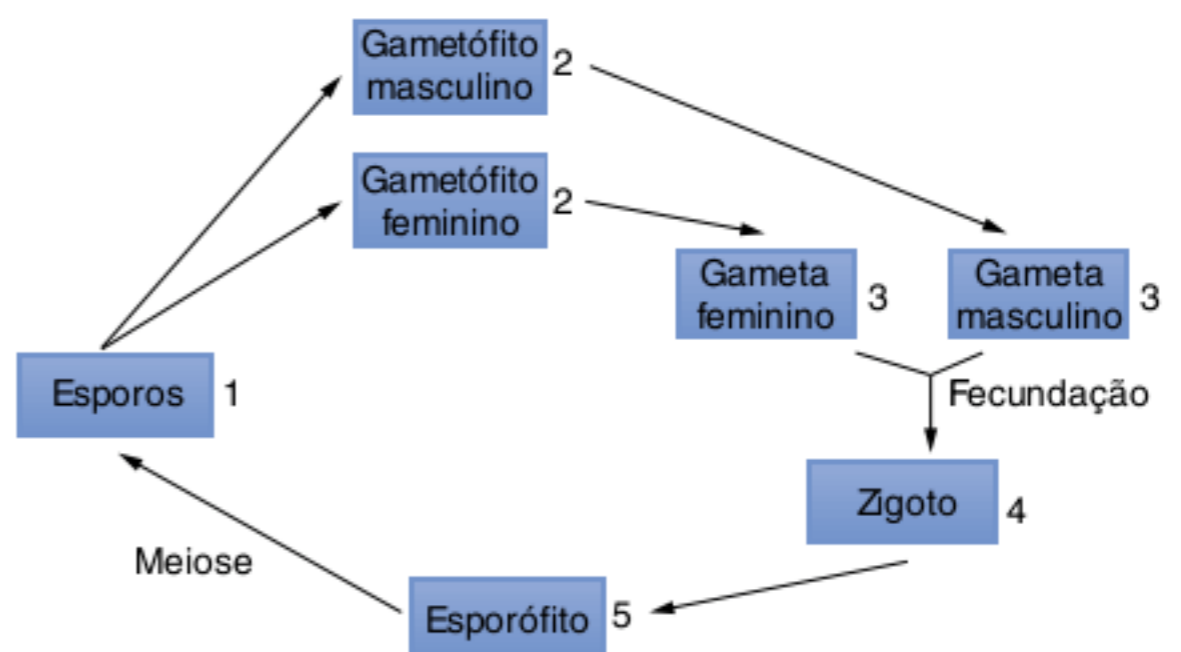 Gametófito
masculino 2
Gametófito
feminino 2
Gameta
feminino 3
Gameta
masculino 3
Esporos 1
Fecundação
Zigoto 4
Meiose
Esporófito 5